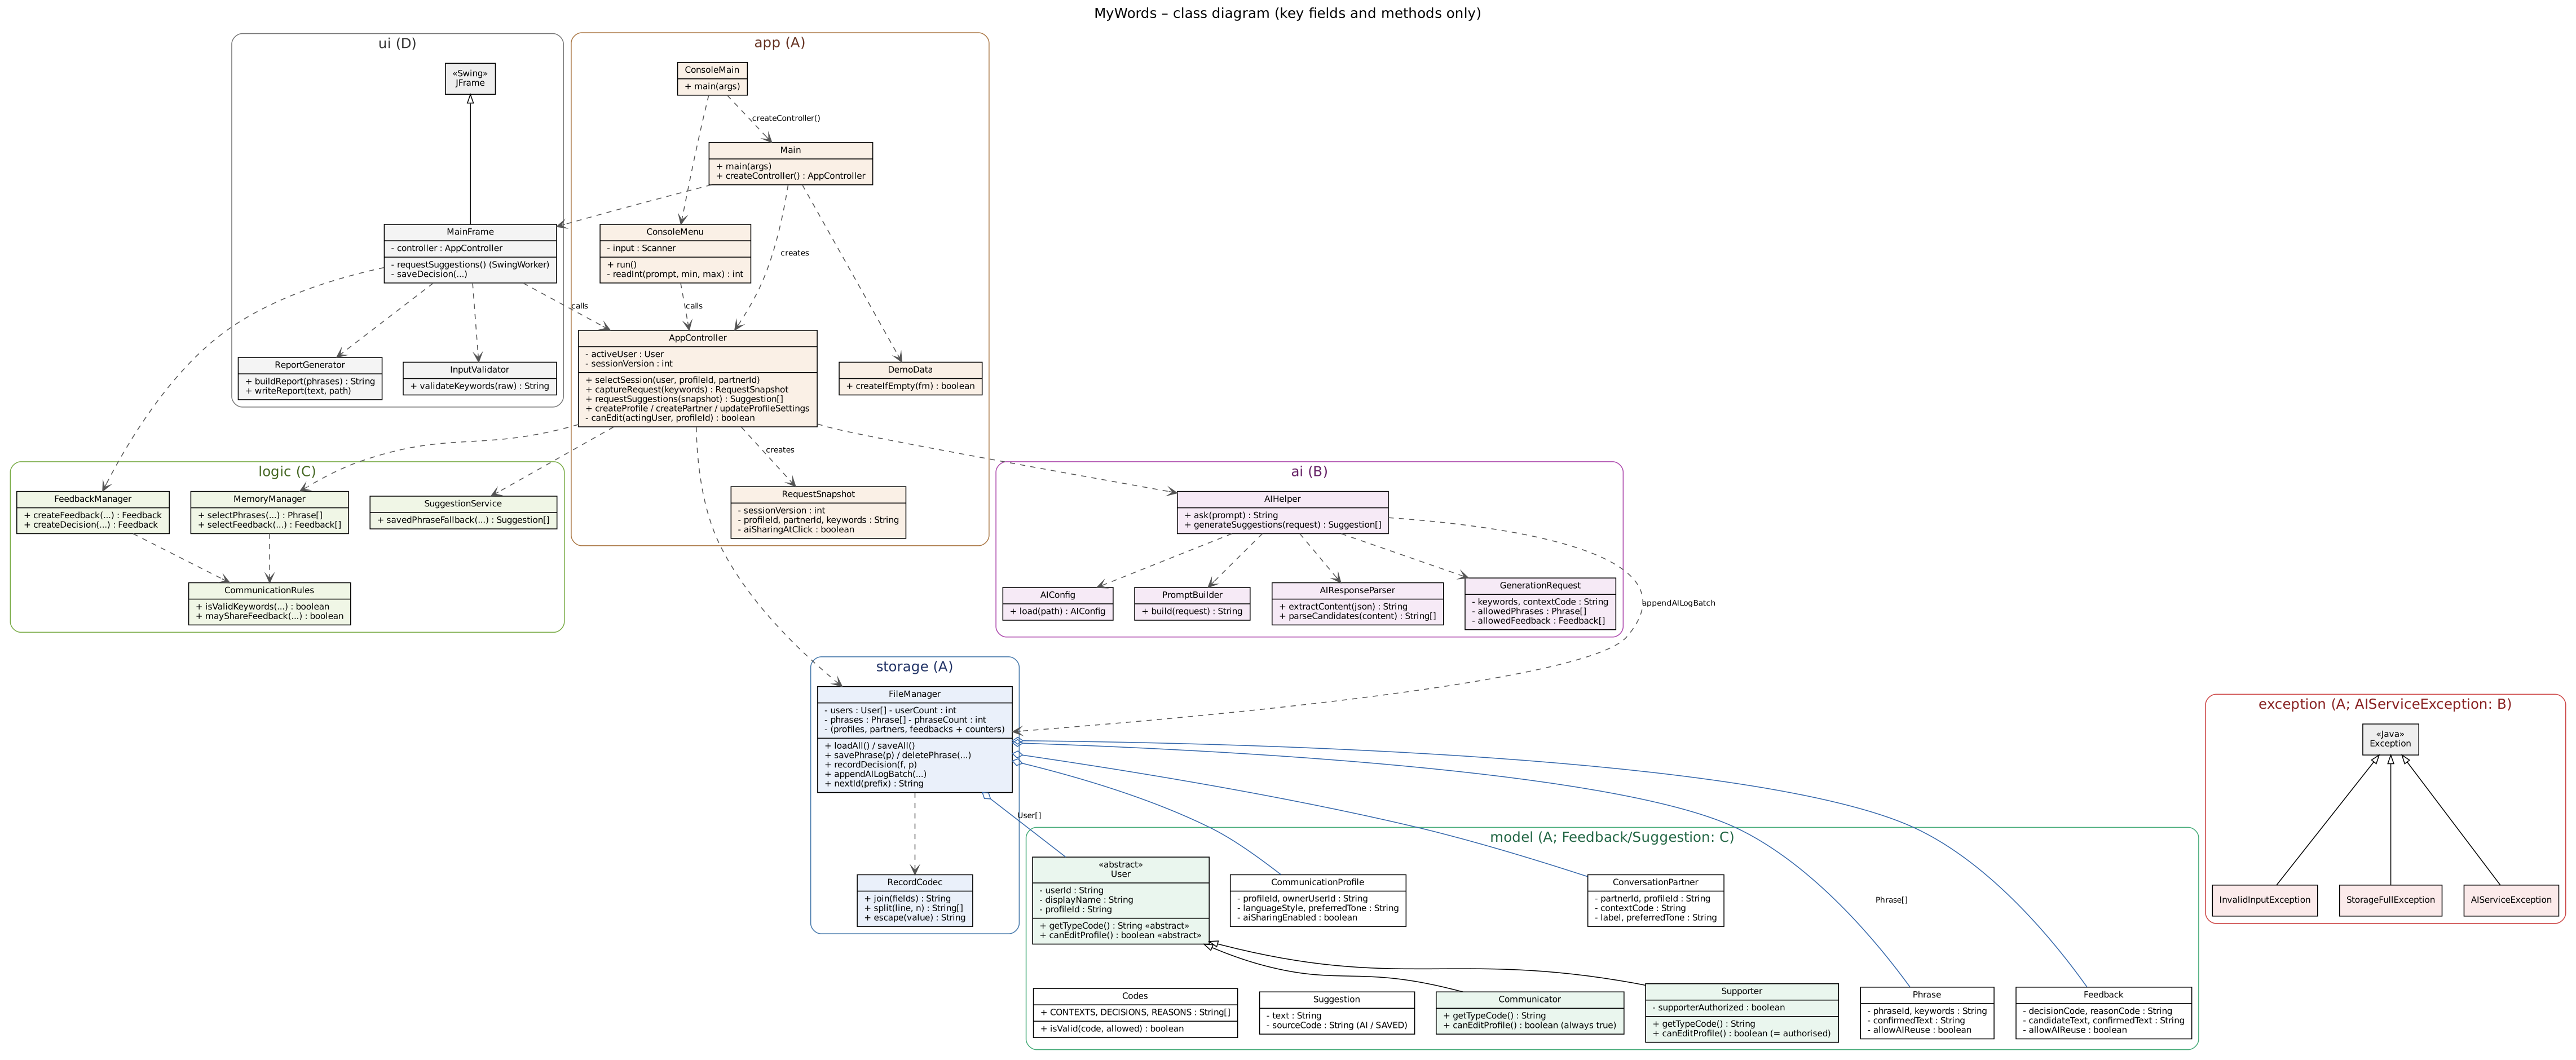 MyWords – class diagram (key fields and methods only)
ui (D)
«Swing»
JFrame
MainFrame
- controller : AppController
- requestSuggestions() (SwingWorker)
- saveDecision(...)
ReportGenerator
+ buildReport(phrases) : String
+ writeReport(text, path)
InputValidator
+ validateKeywords(raw) : String
app (A)
ConsoleMain
+ main(args)
createController()
Main
+ main(args)
+ createController() : AppController
ConsoleMenu
- input : Scanner
+ run()
- readInt(prompt, min, max) : int
creates
calls
calls
AppController
- activeUser : User
- sessionVersion : int
+ selectSession(user, profileId, partnerId)
+ captureRequest(keywords) : RequestSnapshot
+ requestSuggestions(snapshot) : Suggestion[]
+ createProfile / createPartner / updateProfileSettings
- canEdit(actingUser, profileId) : boolean
DemoData
+ createIfEmpty(fm) : boolean
creates
RequestSnapshot
- sessionVersion : int
- profileId, partnerId, keywords : String
- aiSharingAtClick : boolean
logic (C)
FeedbackManager
+ createFeedback(...) : Feedback
+ createDecision(...) : Feedback
MemoryManager
+ selectPhrases(...) : Phrase[]
+ selectFeedback(...) : Feedback[]
SuggestionService
+ savedPhraseFallback(...) : Suggestion[]
CommunicationRules
+ isValidKeywords(...) : boolean
+ mayShareFeedback(...) : boolean
ai (B)
AIHelper
+ ask(prompt) : String
+ generateSuggestions(request) : Suggestion[]
AIConfig
+ load(path) : AIConfig
PromptBuilder
+ build(request) : String
AIResponseParser
+ extractContent(json) : String
+ parseCandidates(content) : String[]
GenerationRequest
- keywords, contextCode : String
- allowedPhrases : Phrase[]
- allowedFeedback : Feedback[]
appendAILogBatch
storage (A)
FileManager
- users : User[] - userCount : int
- phrases : Phrase[] - phraseCount : int
- (profiles, partners, feedbacks + counters)
+ loadAll() / saveAll()
+ savePhrase(p) / deletePhrase(...)
+ recordDecision(f, p)
+ appendAILogBatch(...)
+ nextId(prefix) : String
RecordCodec
+ join(fields) : String
+ split(line, n) : String[]
+ escape(value) : String
User[]
Phrase[]
model (A; Feedback/Suggestion: C)
«abstract»
User
- userId : String
- displayName : String
- profileId : String
+ getTypeCode() : String «abstract»
+ canEditProfile() : boolean «abstract»
CommunicationProfile
- profileId, ownerUserId : String
- languageStyle, preferredTone : String
- aiSharingEnabled : boolean
ConversationPartner
- partnerId, profileId : String
- contextCode : String
- label, preferredTone : String
Codes
+ CONTEXTS, DECISIONS, REASONS : String[]
+ isValid(code, allowed) : boolean
Suggestion
- text : String
- sourceCode : String (AI / SAVED)
Communicator
+ getTypeCode() : String
+ canEditProfile() : boolean (always true)
Supporter
- supporterAuthorized : boolean
+ getTypeCode() : String
+ canEditProfile() : boolean (= authorised)
Phrase
- phraseId, keywords : String
- confirmedText : String
- allowAIReuse : boolean
Feedback
- decisionCode, reasonCode : String
- candidateText, confirmedText : String
- allowAIReuse : boolean
exception (A; AIServiceException: B)
«Java»
Exception
InvalidInputException
StorageFullException
AIServiceException